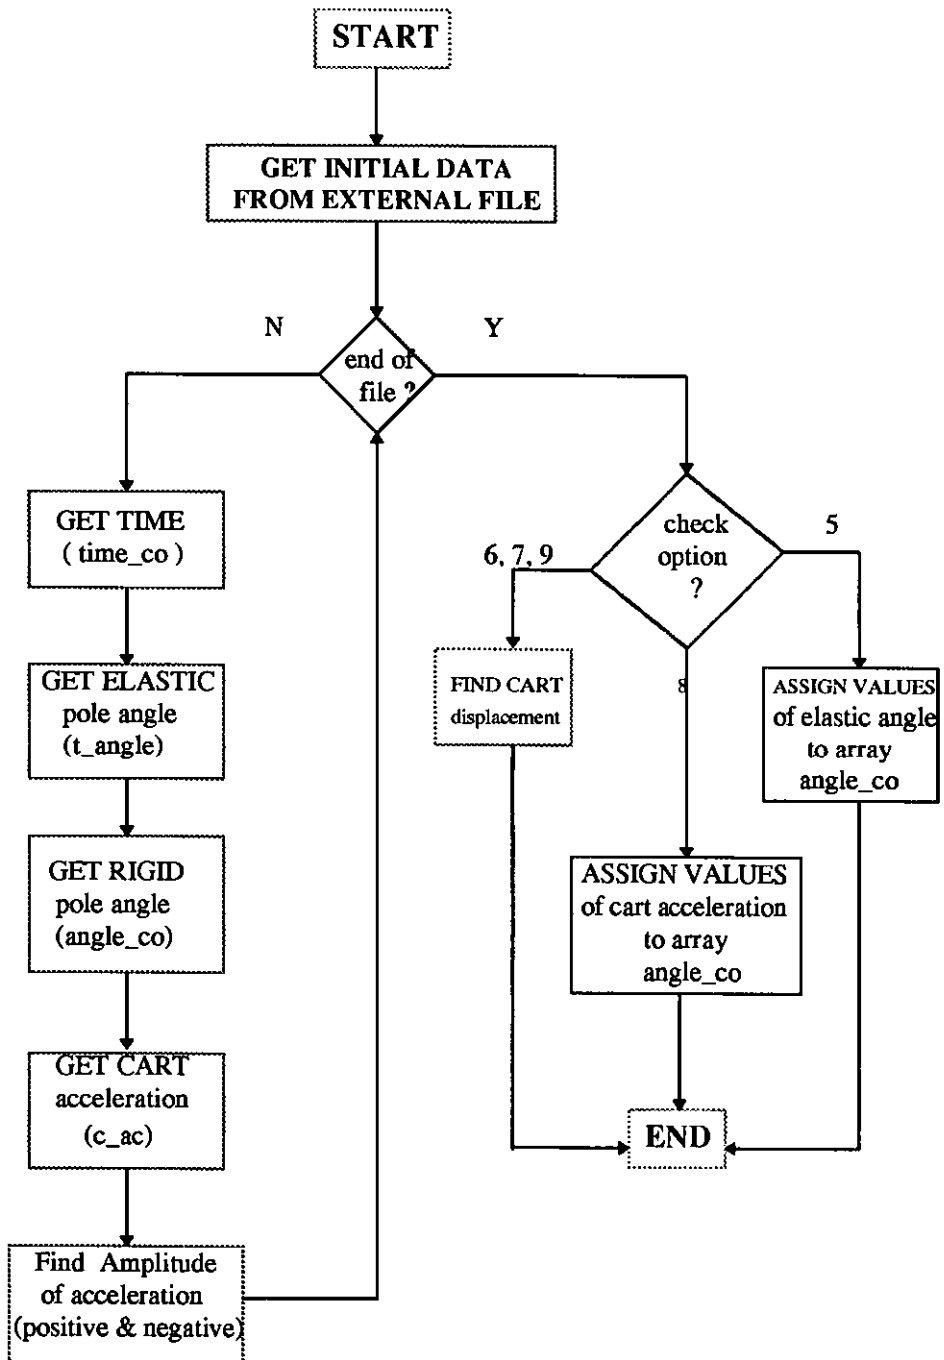 START
GET INITIAL DATA
FROM EXTERNAL FILE
N
Y
end of
file ?
GET TIME
( time_co )
GET ELASTIC
pole angle
(t_angle)
GET RIGID
pole angle
(angle_co)
GET CART
acceleration
(c_ac)
Find Amplitude
of acceleration
(positive & negative)
check
option
?
6, 7, 9
5
8
FIND CART
displacement
ASSIGN VALUES
of elastic angle
to array
angle_co
ASSIGN VALUES
of cart acceleration
to array
angle_co
END